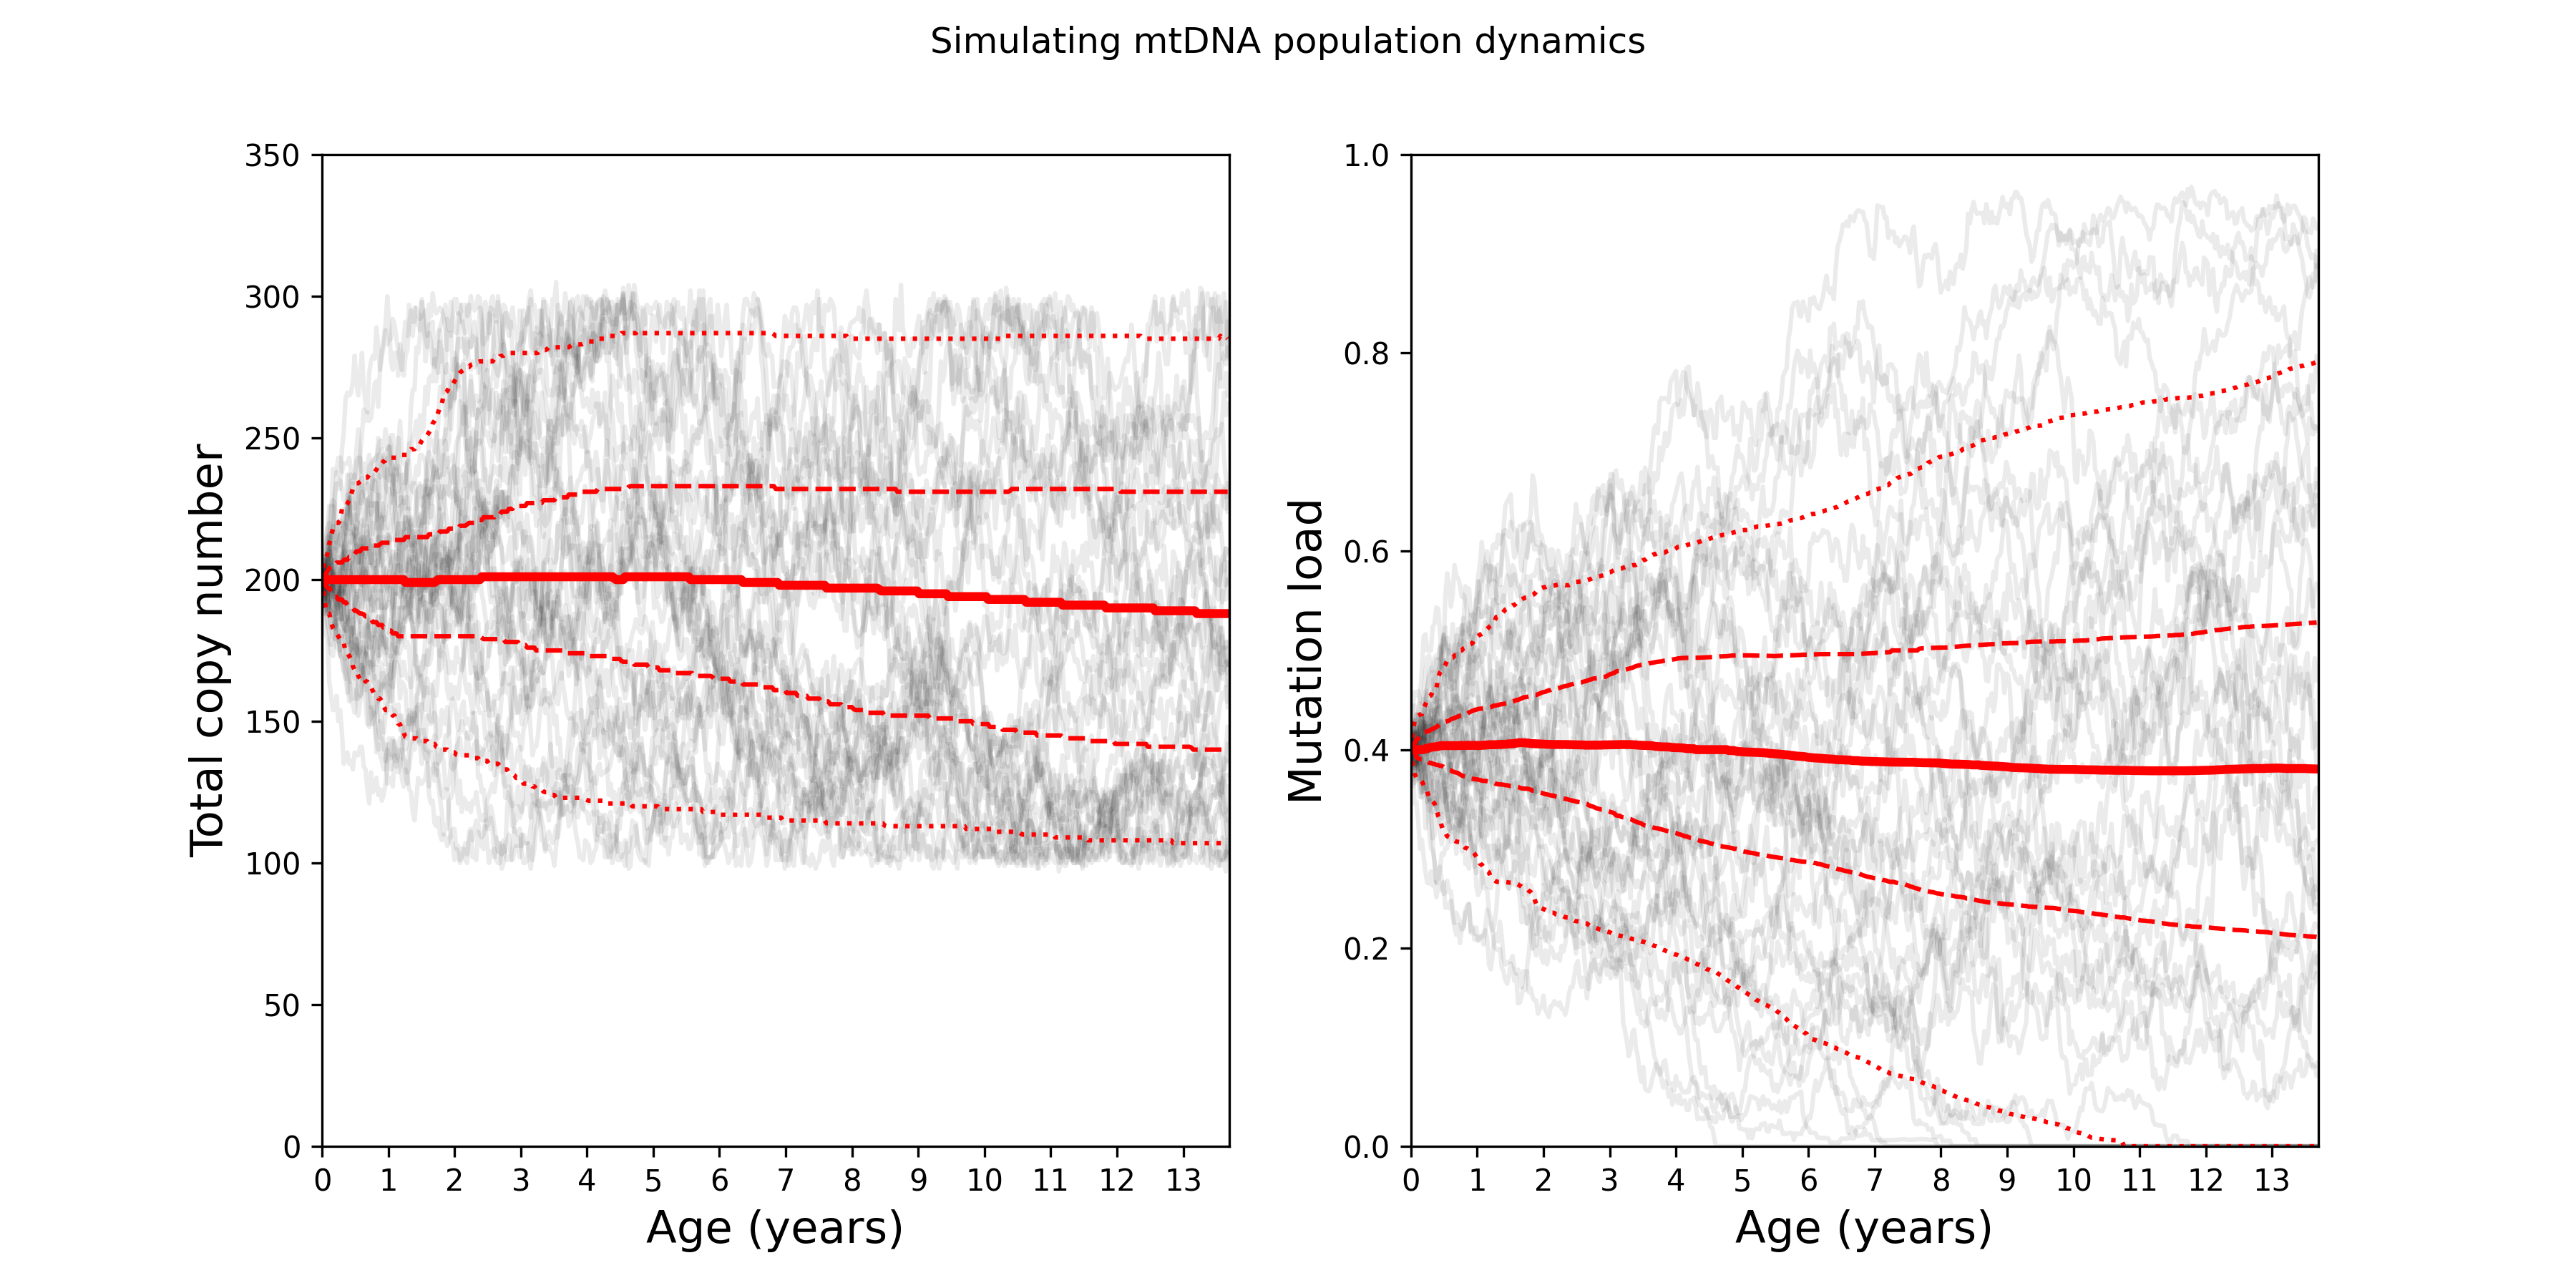 Simulating mtDNA population dynamics
Total copy number
350
300
250
200
150
100
50
0
0 1 2 3 4 5 6 7 8 9 10 11 12 13
Age (years)
Mutation load
1.0
0.8
0.6
0.4
0.2
0.0
0 1 2 3 4 5 6 7 8 9 10 11 12 13
Age (years)